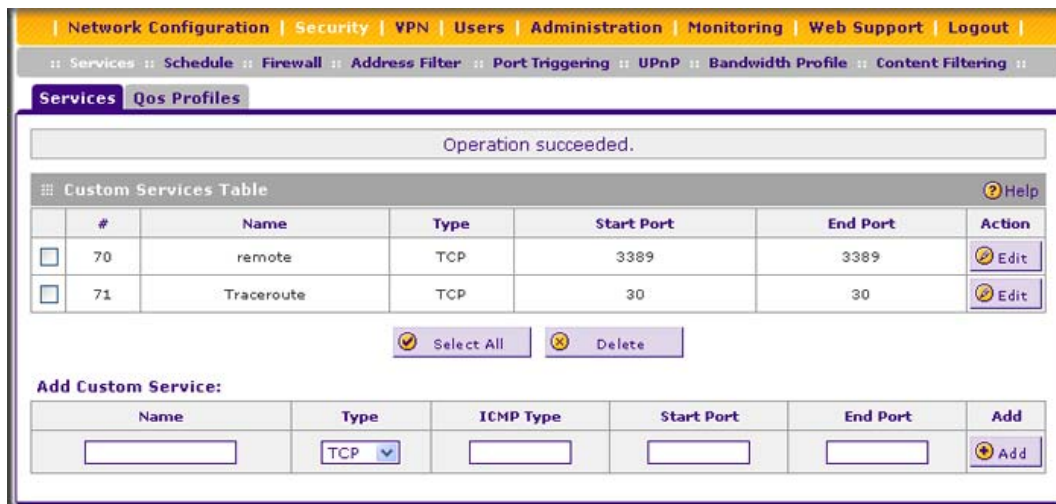 | Network Configuration | Security | VPN | Users | Administration | Monitoring | Web Support | Logout |
:: Services :: Schedule :: Firewall :: Address Filter :: Port Triggering :: UPnP :: Bandwidth Profile :: Content Filtering ::
Services Qos Profiles
Operation succeeded.
Custom Services Table ? Help
# Name Type Start Port End Port Action
70 remote TCP 3389 3389 Edit
71 Traceroute TCP 30 30 Edit
Select All Delete
Add Custom Service:
Name Type ICMP Type Start Port End Port Add
TCP Add